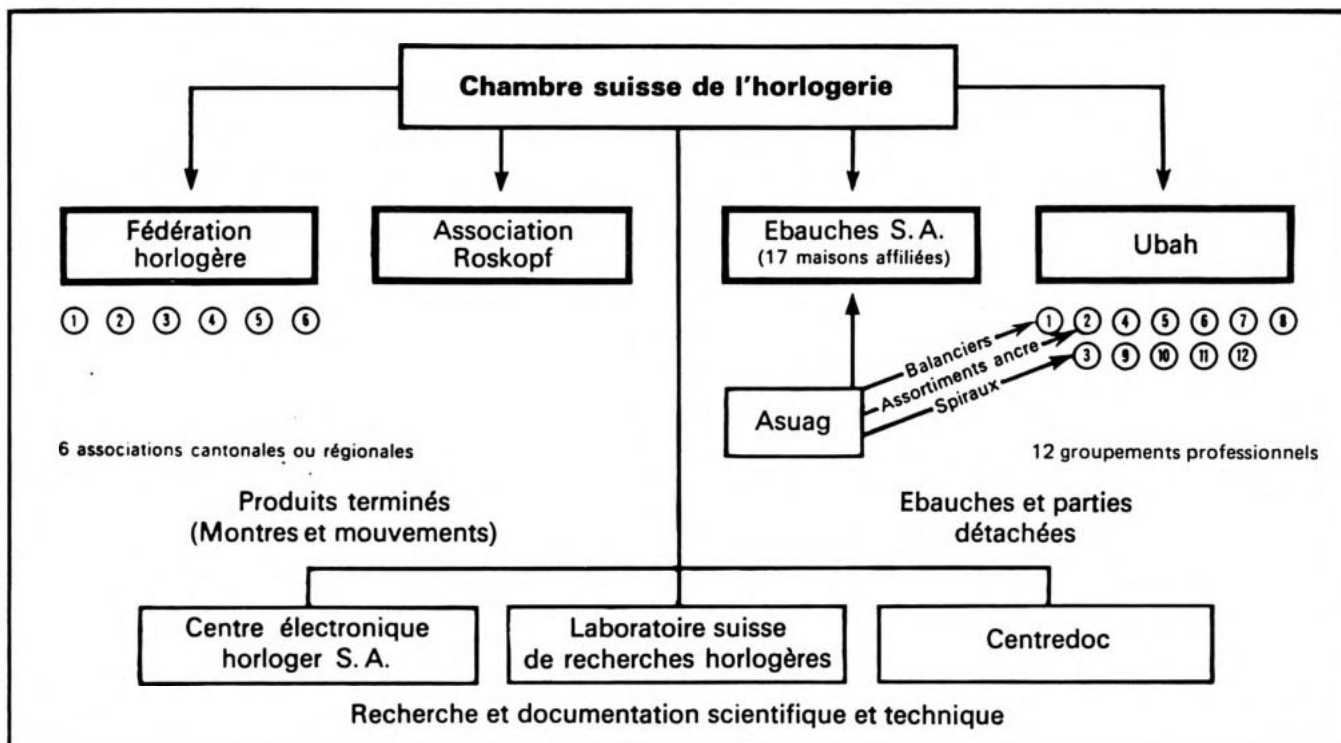 Chambre suisse de l'horlogerie
Fédération
horlogère
Association
Roskopf
Ebauches S. A.
(17 maisons affiliées)
Ubah
1 2 3 4 5 6
1 2 4 5 6 7 8
3 9 10 11 12
Balanciers
Assortiments ancre
Spiraux
Asuag
6 associations cantonales ou régionales
12 groupements professionnels
Produits terminés
(Montres et mouvements)
Ebauches et parties
détachées
Centre électronique
horloger S. A.
Laboratoire suisse
de recherches horlogères
Centredoc
Recherche et documentation scientifique et technique